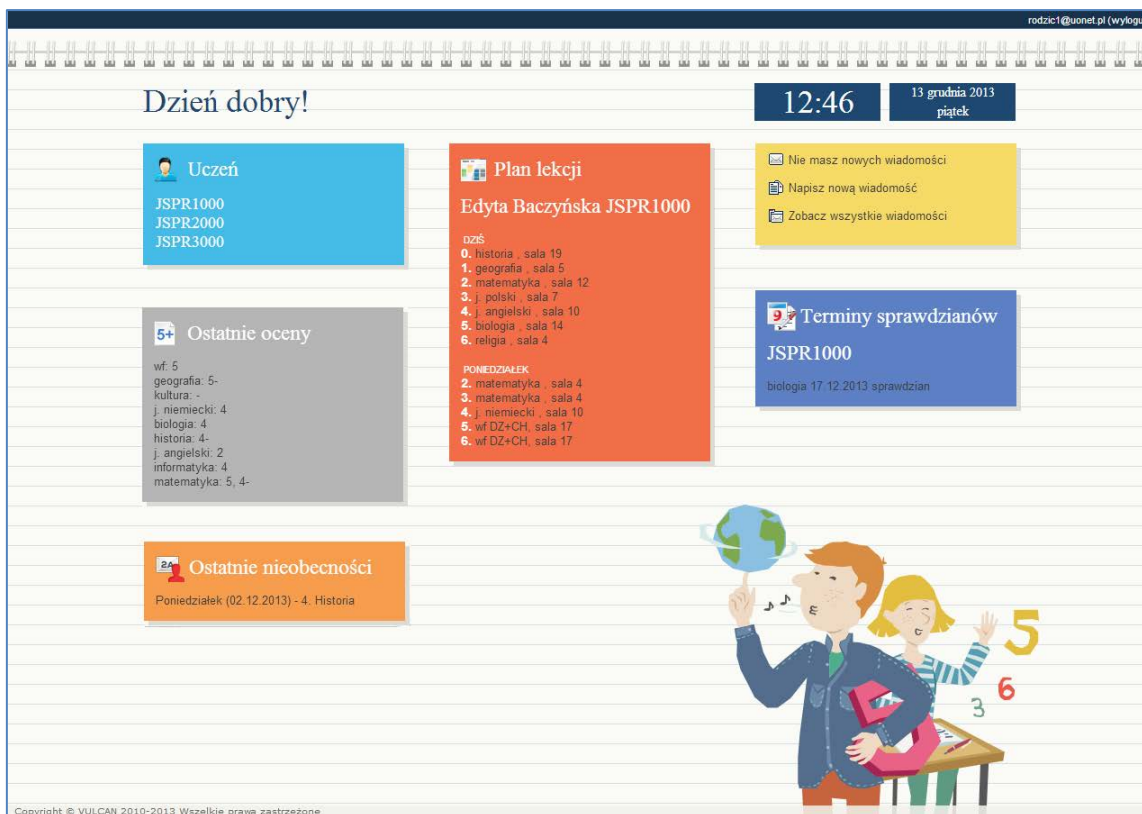 rodzic1@uonet.pl (wylogu
Dzień dobry!
12:46
13 grudnia 2013
piątek
Uczeń
JSPR1000
JSPR2000
JSPR3000
5+ Ostatnie oceny
wf: 5
geografia: 5-
kultura: -
j. niemiecki: 4
biologia: 4
historia: 4-
j. angielski: 2
informatyka: 4
matematyka: 5, 4-
24 Ostatnie nieobecności
Poniedziałek (02.12.2013) - 4. Historia
Plan lekcji
Edyta Baczyńska JSPR1000
DZIŚ
0. historia , sala 19
1. geografia , sala 5
2. matematyka , sala 12
3. j. polski , sala 7
4. j. angielski , sala 10
5. biologia , sala 14
6. religia , sala 4
PONIEDZIAŁEK
2. matematyka , sala 4
3. matematyka , sala 4
4. j. niemiecki , sala 10
5. wf DZ+CH, sala 17
6. wf DZ+CH, sala 17
Nie masz nowych wiadomości
Napisz nową wiadomość
Zobacz wszystkie wiadomości
9 Terminy sprawdzianów
JSPR1000
biologia 17.12.2013 sprawdzian
5
6
3
Copyright © VULCAN 2010-2013 Wszelkie prawa zastrzeżone